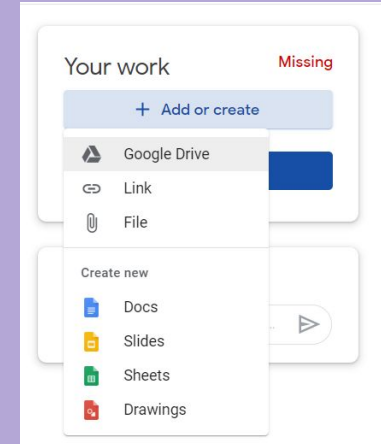 Your work
Missing
+ Add or create
Google Drive
Link
File
Create new
Docs
Slides
Sheets
Drawings